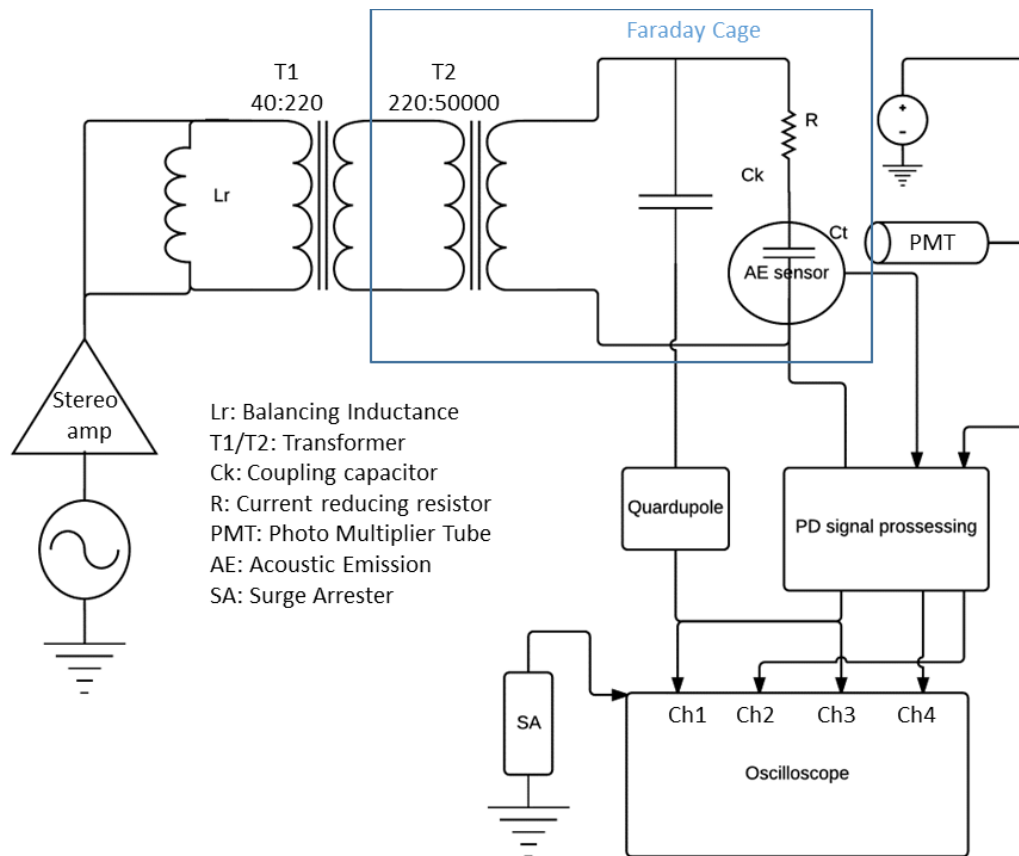 Faraday Cage
T1
40:220
T2
220:50000
R
+
-
Lr
Ck
Ct
PMT
AE sensor
Stereo
amp
Lr: Balancing Inductance
T1/T2: Transformer
Ck: Coupling capacitor
R: Current reducing resistor
PMT: Photo Multiplier Tube
AE: Acoustic Emission
SA: Surge Arrester
Quardupole
PD signal prossessing
SA
Ch1
Ch2
Ch3
Ch4
Oscilloscope